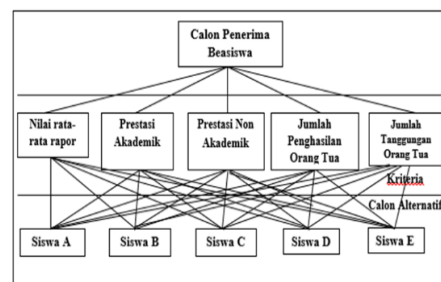 Calon Penerima
Beasiswa
Nilai rata-
rata rapor
Prestasi
Akademik
Prestasi Non
Akademik
Jumlah
Penghasilan
Orang Tua
Jumlah
Tanggungan
Orang Tua
Kriteria
Calon Alternatif
Siswa A
Siswa B
Siswa C
Siswa D
Siswa E